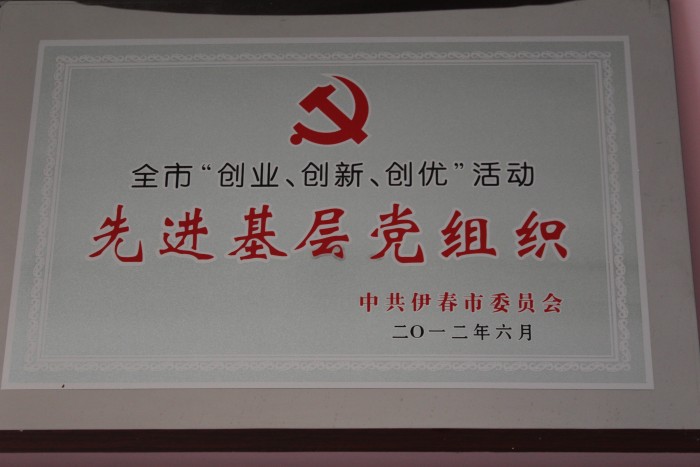 全市“创业、创新、创优”活动
先进基层党组织
中共伊春市委员会
二〇一二年六月